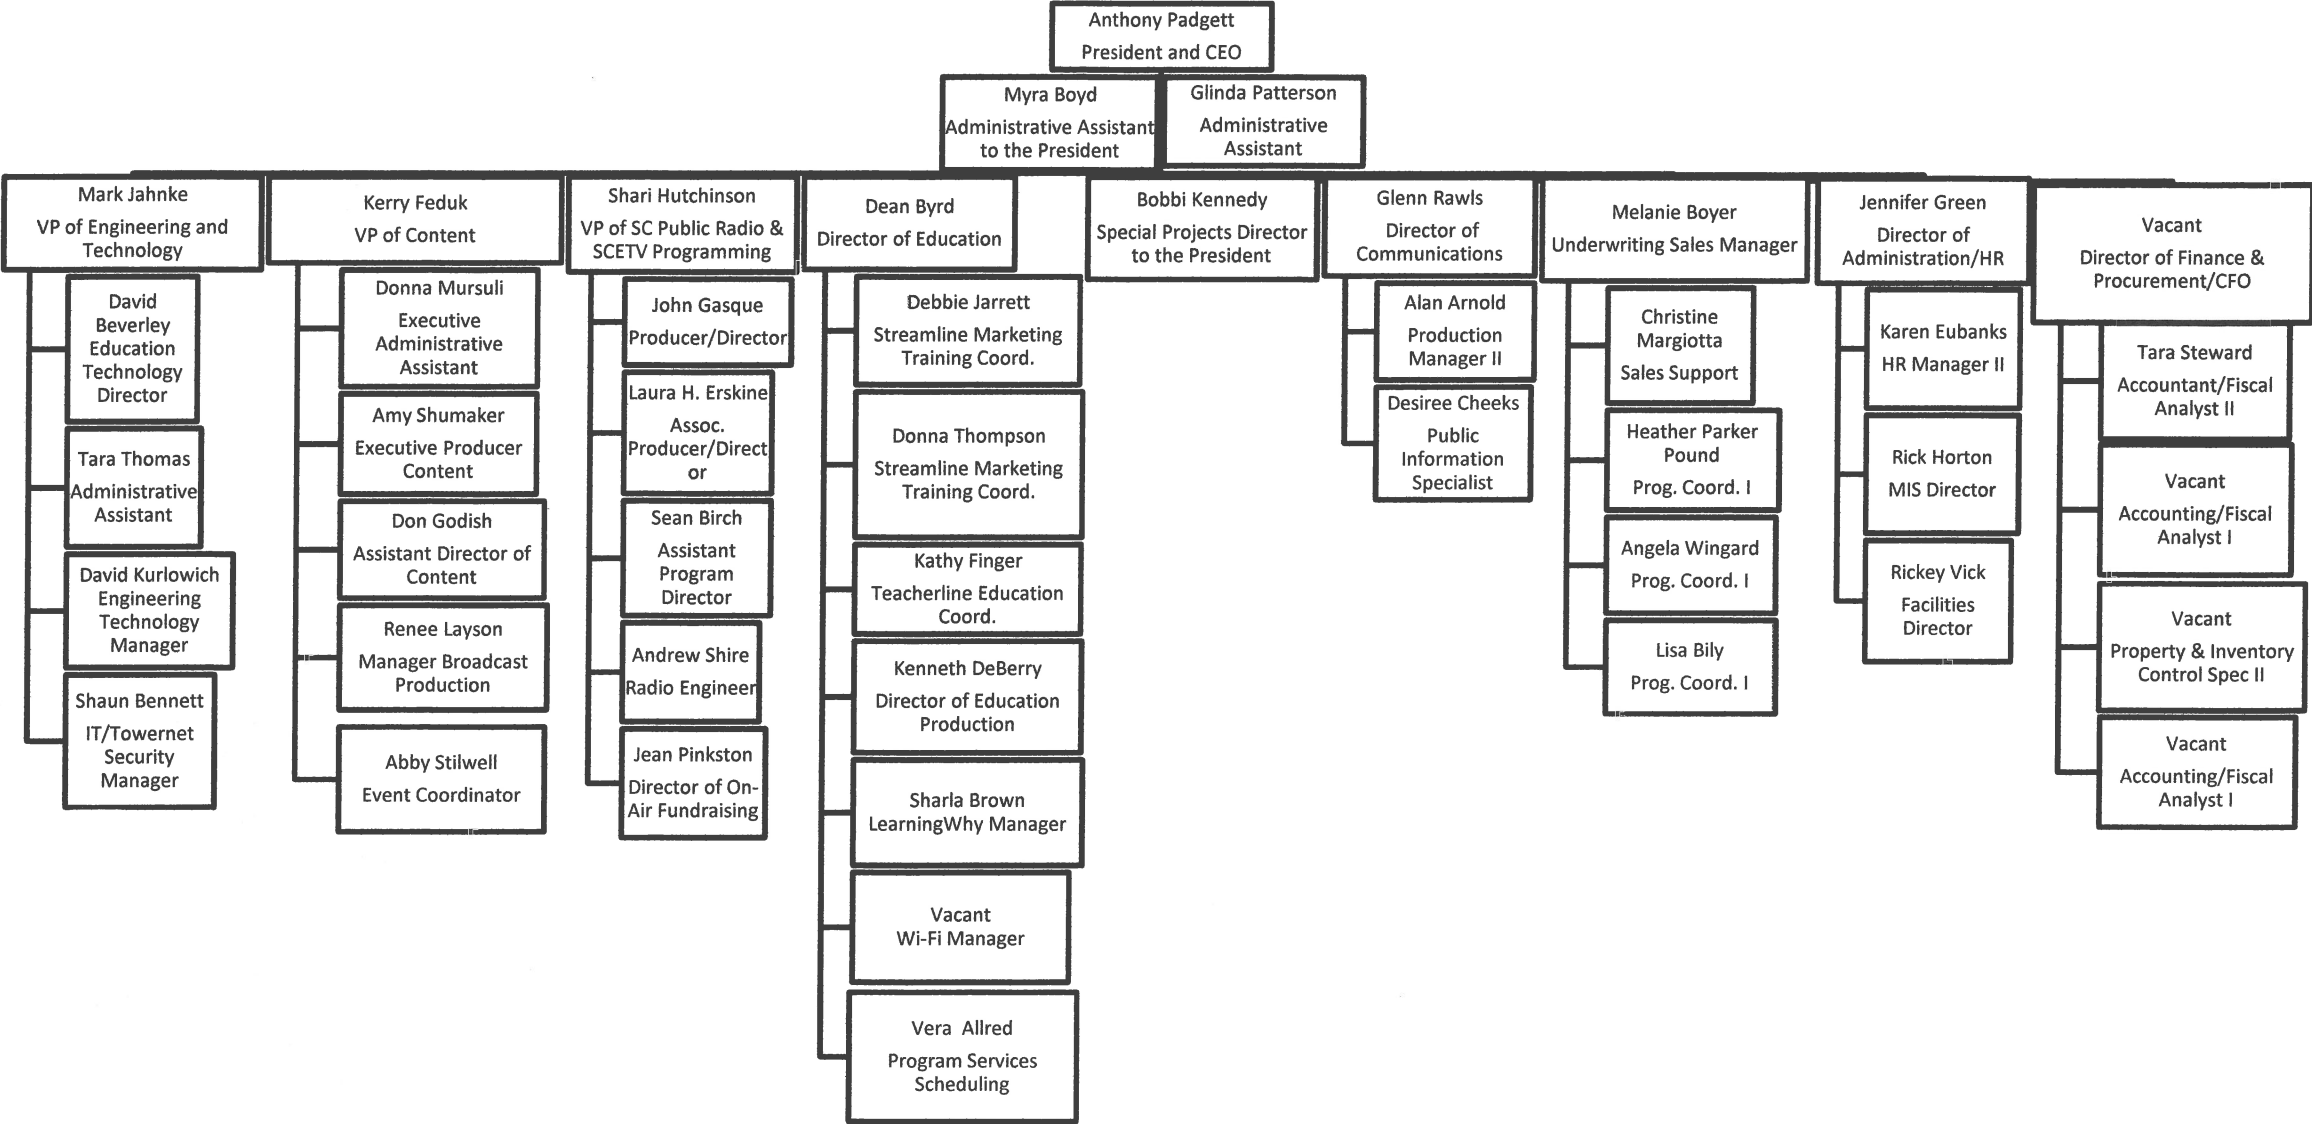 Anthony Padgett
President and CEO
Myra Boyd
Administrative Assistant
to the President
Glinda Patterson
Administrative
Assistant
Mark Jahnke
VP of Engineering and
Technology
David
Beverley
Education
Technology
Director
Tara Thomas
Administrative
Assistant
David Kurlowich
Engineering
Technology
Manager
Shaun Bennett
IT/Towernet
Security
Manager
Kerry Feduk
VP of Content
Donna Mursuli
Executive
Administrative
Assistant
Amy Shumaker
Executive Producer
Content
Don Godish
Assistant Director of
Content
Renee Layson
Manager Broadcast
Production
Abby Stilwell
Event Coordinator
Shari Hutchinson
VP of SC Public Radio &
SCETV Programming
John Gasque
Producer/Director
Laura H. Erskine
Assoc.
Producer/Direct
or
Sean Birch
Assistant
Program
Director
Andrew Shire
Radio Engineer
Jean Pinkston
Director of On-
Air Fundraising
Dean Byrd
Director of Education
Debbie Jarrett
Streamline Marketing
Training Coord.
Donna Thompson
Streamline Marketing
Training Coord.
Kathy Finger
Teacherline Education
Coord.
Kenneth DeBerry
Director of Education
Production
Sharla Brown
LearningWhy Manager
Vacant
Wi-Fi Manager
Vera Allred
Program Services
Scheduling
Bobbi Kennedy
Special Projects Director
to the President
Glenn Rawls
Director of
Communications
Alan Arnold
Production
Manager II
Desiree Cheeks
Public
Information
Specialist
Melanie Boyer
Underwriting Sales Manager
Christine
Margiotta
Sales Support
Heather Parker
Pound
Prog. Coord. I
Angela Wingard
Prog. Coord. I
Lisa Bily
Prog. Coord. I
Jennifer Green
Director of
Administration/HR
Karen Eubanks
HR Manager II
Rick Horton
MIS Director
Rickey Vick
Facilities
Director
Vacant
Director of Finance &
Procurement/CFO
Tara Steward
Accountant/Fiscal
Analyst II
Vacant
Accounting/Fiscal
Analyst I
Vacant
Property & Inventory
Control Spec II
Vacant
Accounting/Fiscal
Analyst I